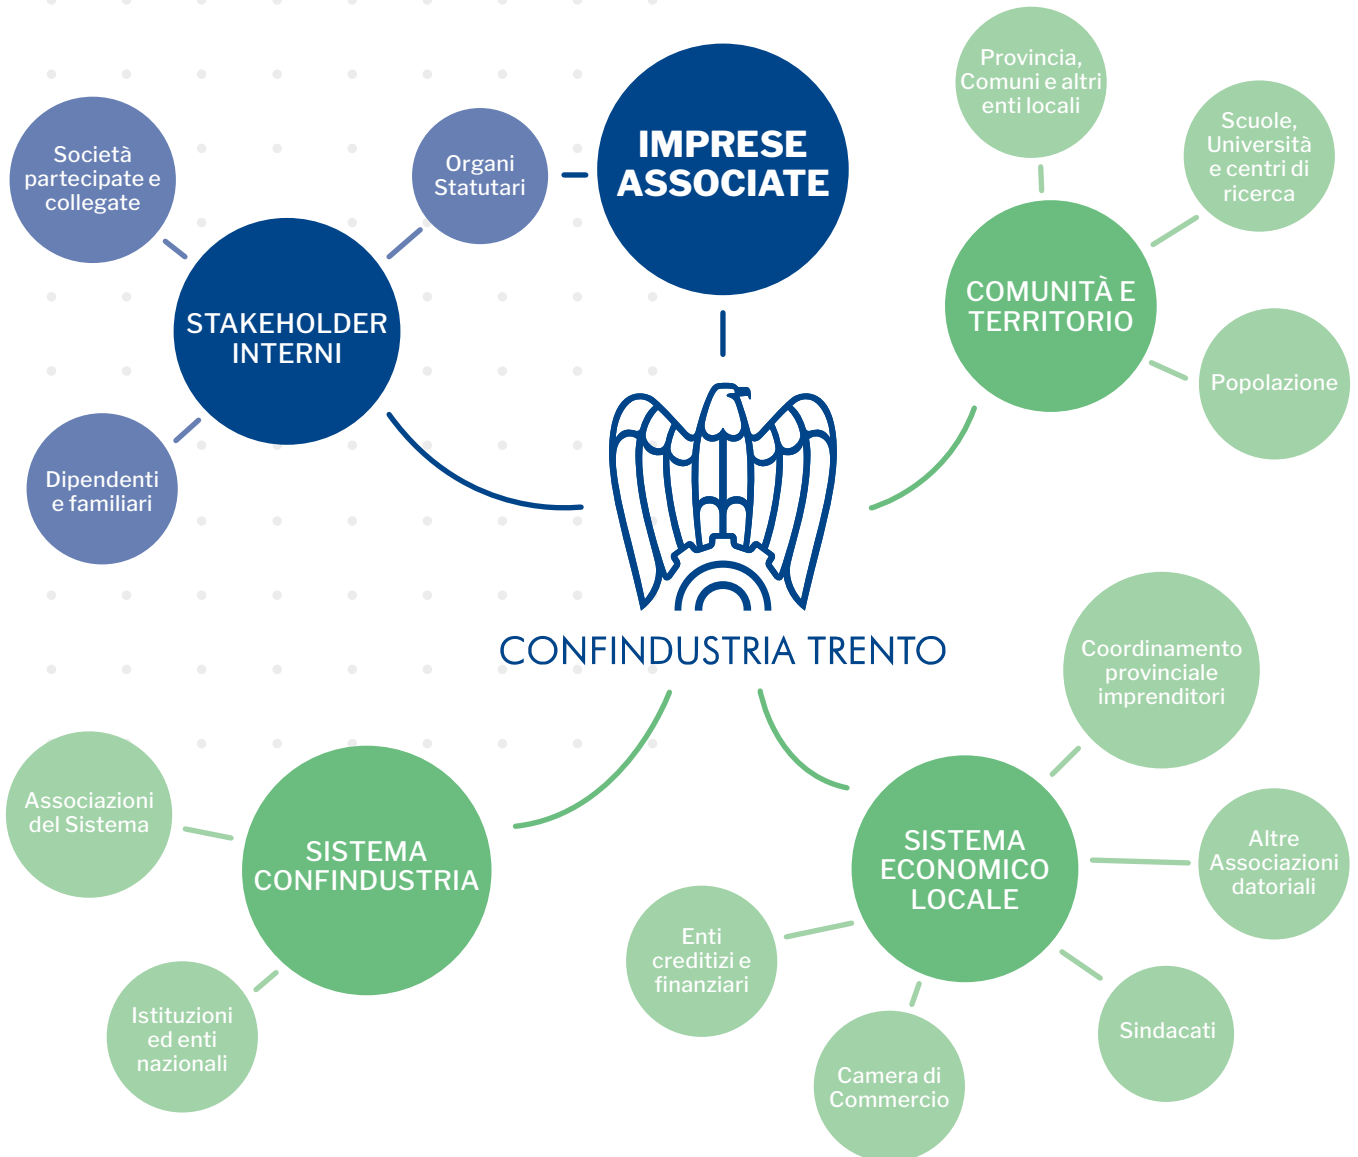 IMPRESE
ASSOCIATE
Organi
Statutari
Società
partecipate e
collegate
STAKEHOLDER
INTERNI
Dipendenti
e familiari
Provincia,
Comuni e altri
enti locali
Scuole,
Università
e centri di
ricerca
COMUNITÀ E
TERRITORIO
Popolazione
CONFINDUSTRIA TRENTO
Associazioni
del Sistema
SISTEMA
CONFINDUSTRIA
Istituzioni
ed enti
nazionali
Coordinamento
provinciale
imprenditori
SISTEMA
ECONOMICO
LOCALE
Altre
Associazioni
datoriali
Enti
creditizi e
finanziari
Sindacati
Camera di
Commercio